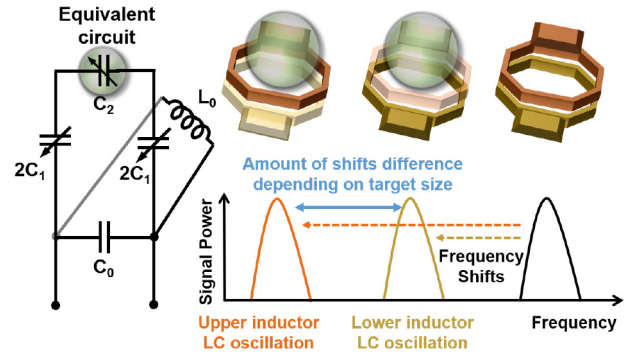 Equivalent
circuit
C₂
L₀
2C₁
2C₁
C₀
Amount of shifts difference
depending on target size
Signal Power
Frequency
Shifts
Upper inductor
LC oscillation
Lower inductor
LC oscillation
Frequency